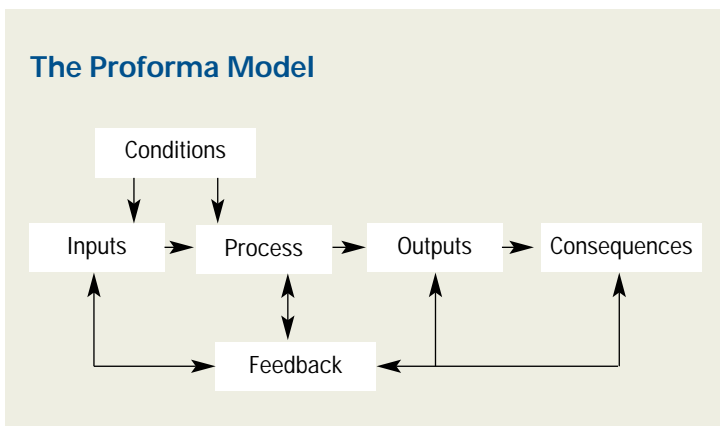 The Proforma Model
Conditions
Inputs
Process
Outputs
Consequences
Feedback